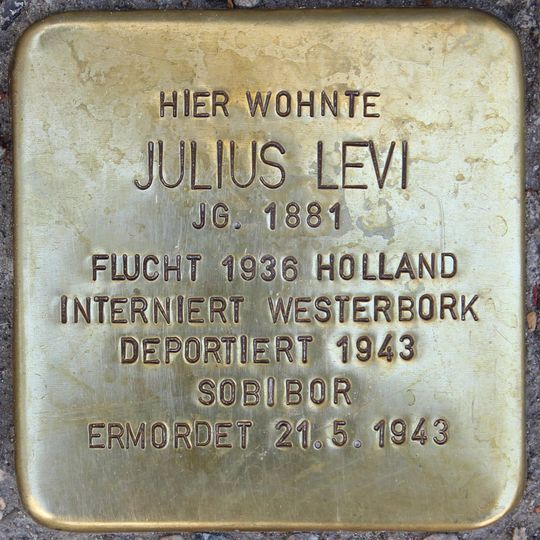 HIER WOHNTE
JULIUS LEVI
JG. 1881
FLUCHT 1936 HOLLAND
INTERNIERT WESTERBORK
DEPORTIERT 1943
SOBIBOR
ERMORDET 21.5.1943